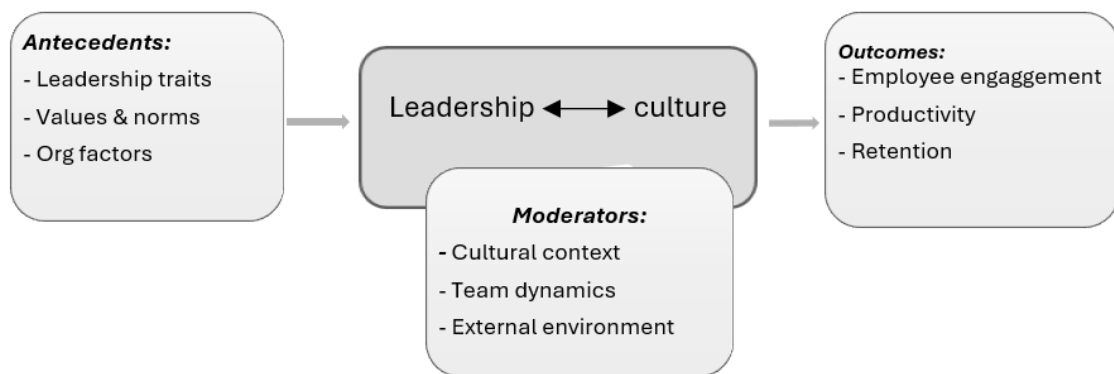 Antecedents:
- Leadership traits
- Values & norms
- Org factors
Leadership culture
Moderators:
- Cultural context
- Team dynamics
- External environment
Outcomes:
- Employee engaggement
- Productivity
- Retention